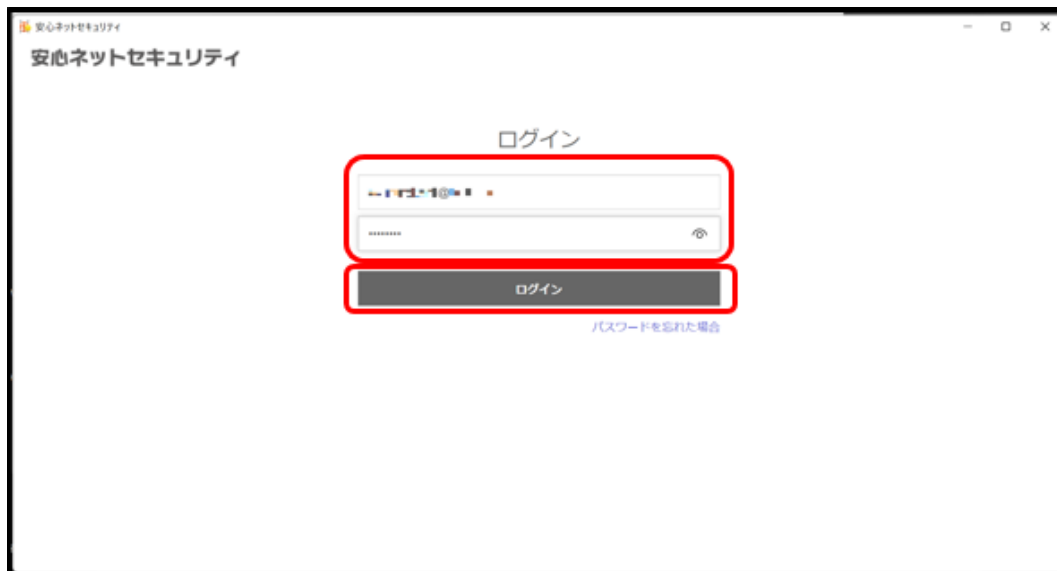 安心ネットセキュリティ
安心ネットセキュリティ
ログイン
ログイン
パスワードを忘れた場合